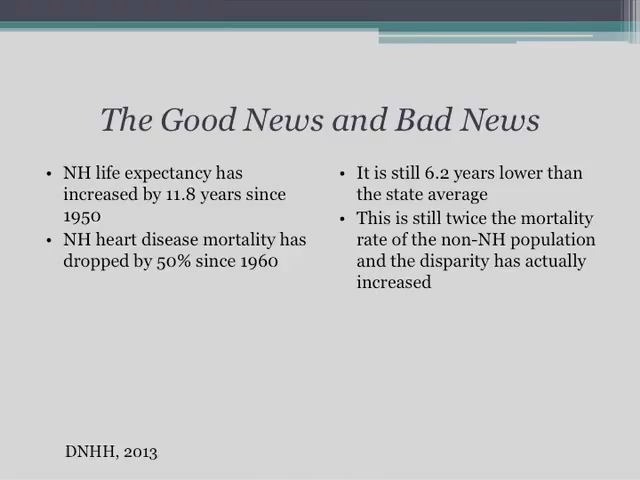 The Good News and Bad News
• NH life expectancy has
increased by 11.8 years since
1950
• NH heart disease mortality has
dropped by 50% since 1960
• It is still 6.2 years lower than
the state average
• This is still twice the mortality
rate of the non-NH population
and the disparity has actually
increased
DNHH, 2013